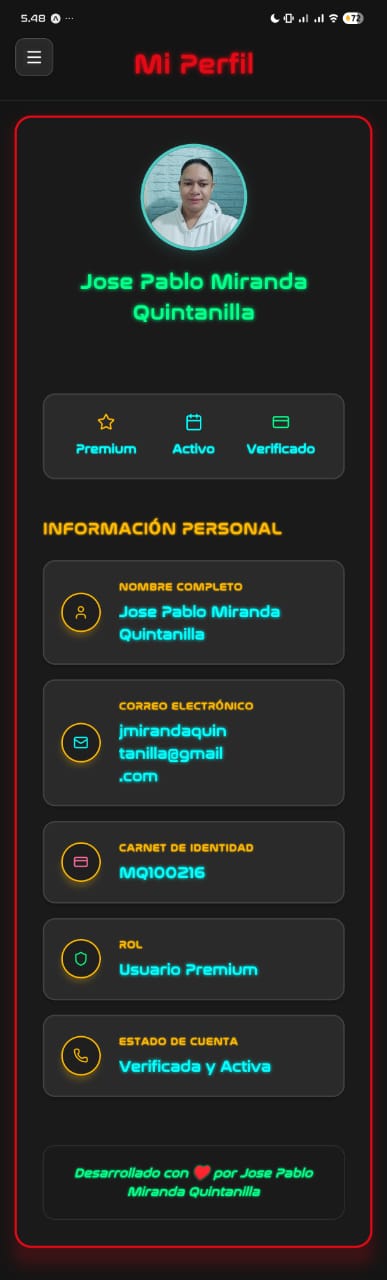 5.48 ...
72
Mi Perfil
Jose Pablo Miranda
Quintanilla
Premium Activo Verificado
INFORMACIÓN PERSONAL
NOMBRE COMPLETO
Jose Pablo Miranda
Quintanilla
CORREO ELECTRÓNICO
jmirandaquin
tanilla@gmail
.com
CARNET DE IDENTIDAD
MQ100216
ROL
Usuario Premium
ESTADO DE CUENTA
Verificada y Activa
Desarrollado con ❤️ por Jose Pablo
Miranda Quintanilla